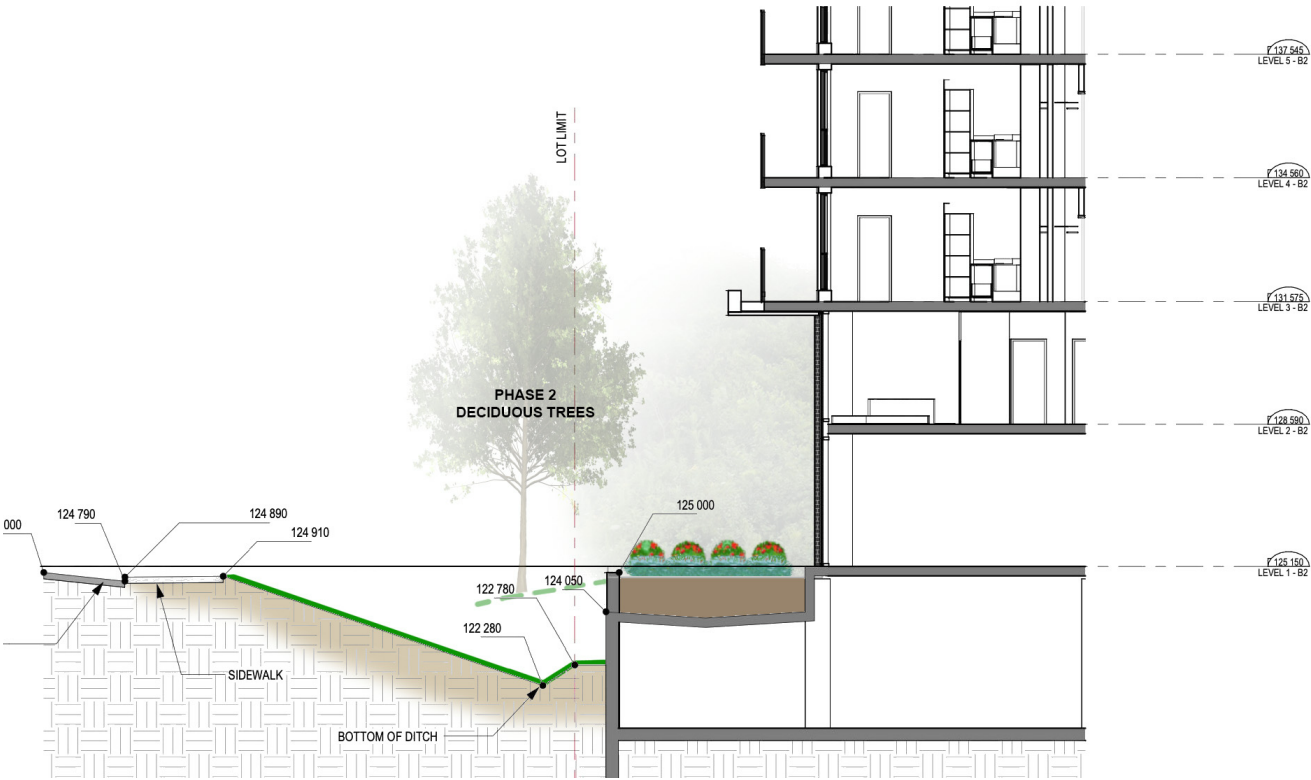 137 545
LEVEL 5 - B2
LOT LIMIT
134 560
LEVEL 4 - B2
131 575
LEVEL 3 - B2
PHASE 2
DECIDUOUS TREES
128 590
LEVEL 2 - B2
000
124 790
124 890
124 910
125 000
125 150
LEVEL 1 - B2
124 050
122 780
122 280
SIDEWALK
BOTTOM OF DITCH